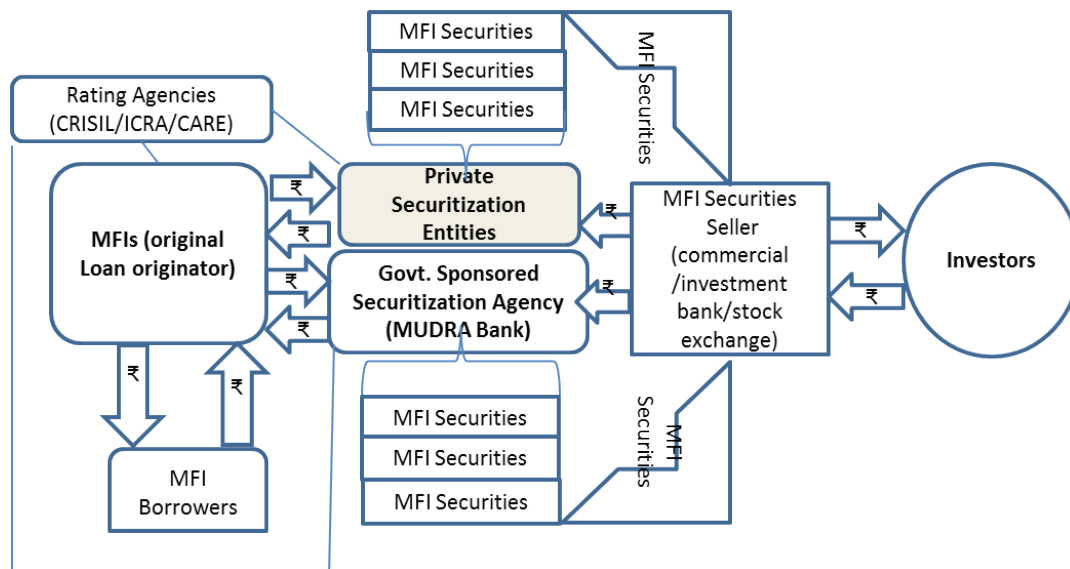 MFI Securities
MFI Securities
MFI Securities
MFI Securities
Rating Agencies
(CRISIL/ICRA/CARE)
Private
Securitization
Entities
MFIs (original
Loan originator)
Govt. Sponsored
Securitization Agency
(MUDRA Bank)
MFI Securities
Seller
(commercial
/investment
bank/stock
exchange)
Investors
₹
₹
₹
₹
₹
₹
₹
₹
₹
₹
MFI Securities
MFI Securities
MFI Securities
MFI
Securities
MFI
Borrowers